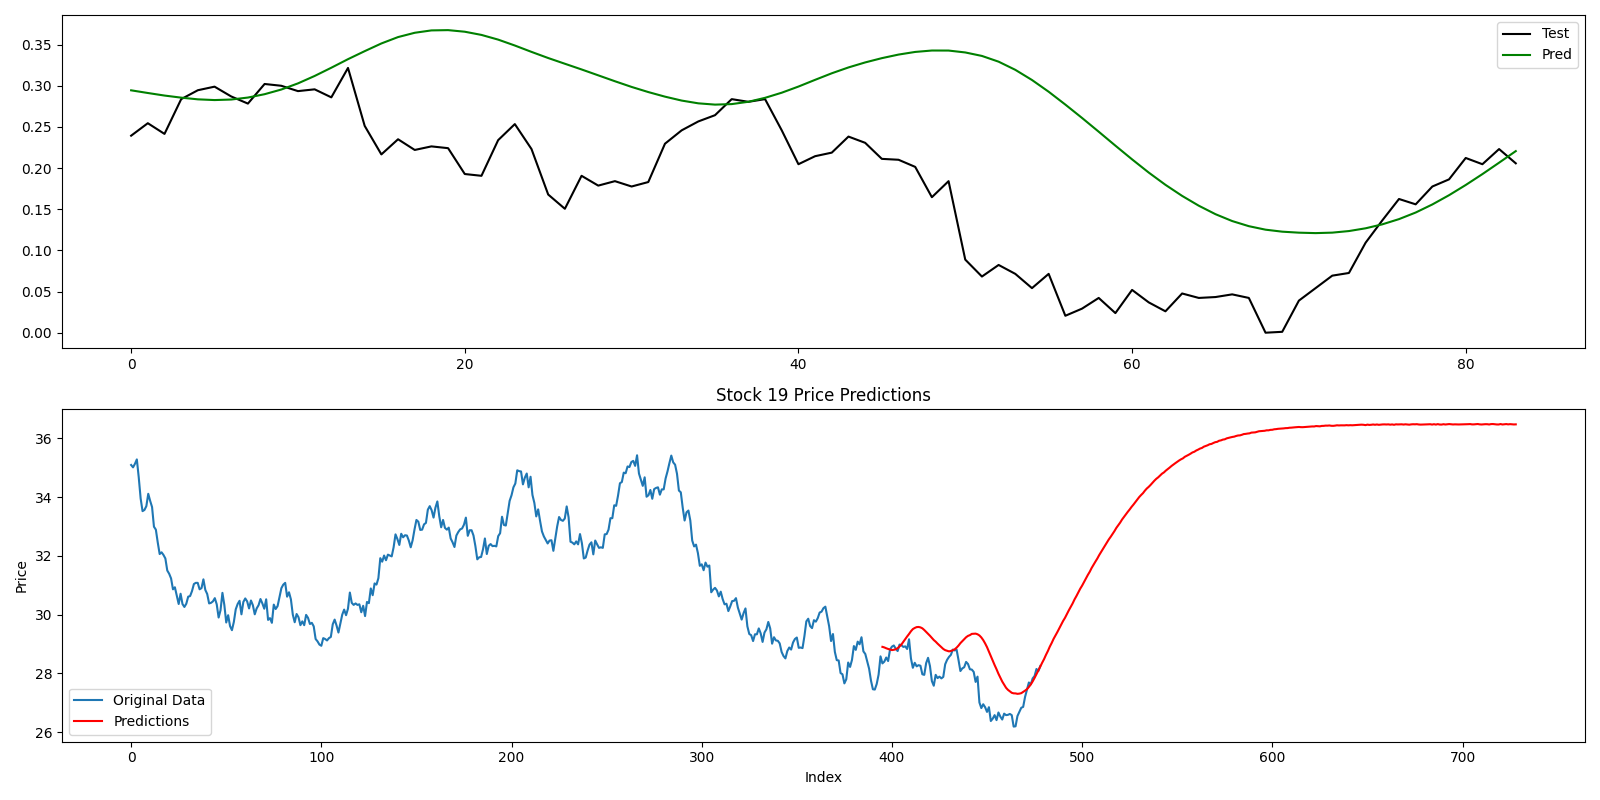 0.35
0.30
0.25
0.20
0.15
0.10
0.05
0.00
Test
Pred
0 20 40 60 80
Stock 19 Price Predictions
36
34
32
30
28
26
Price
Original Data
Predictions
0 100 200 300 400 500 600 700
Index